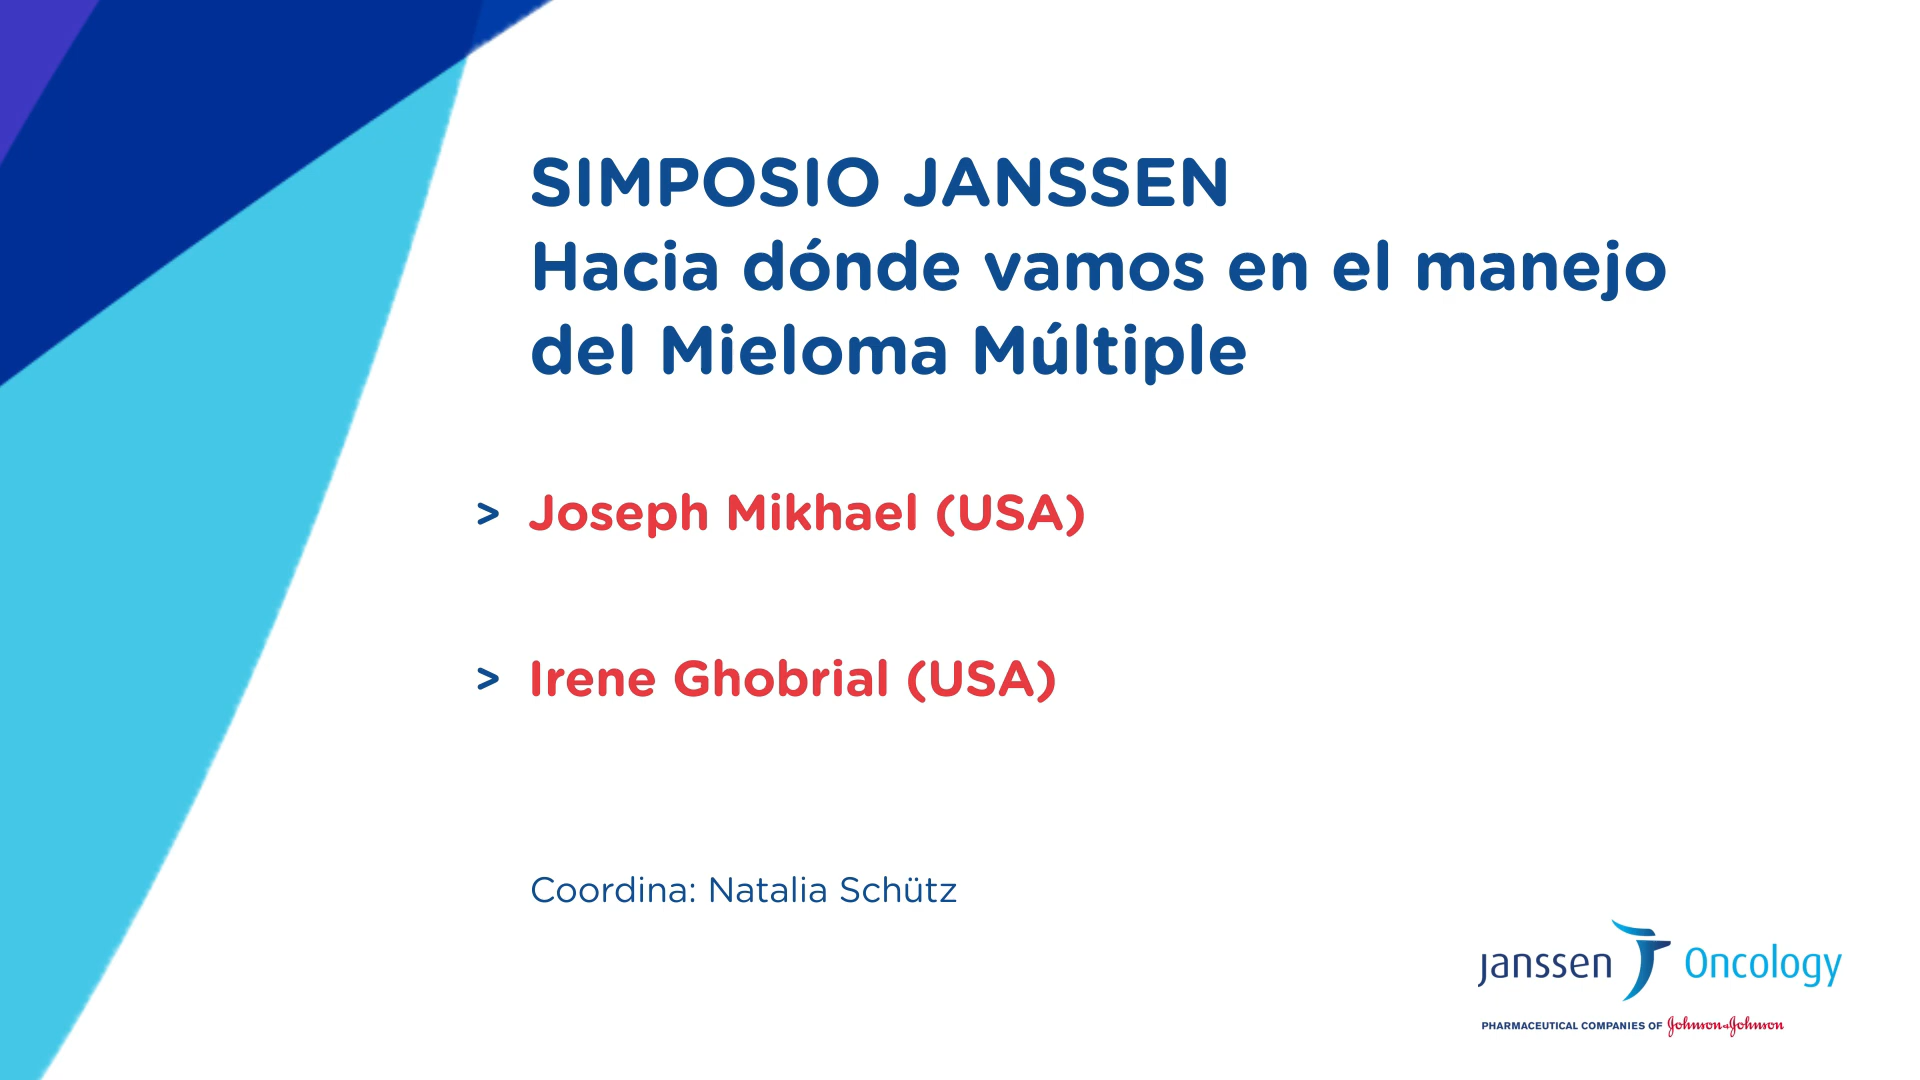 SIMPOSIO JANSSEN
Hacia dónde vamos en el manejo
del Mieloma Múltiple
> Joseph Mikhael (USA)
> Irene Ghobrial (USA)
Coordina: Natalia Schütz
janssen Oncology
PHARMACEUTICAL COMPANIES OF Johnson & Johnson